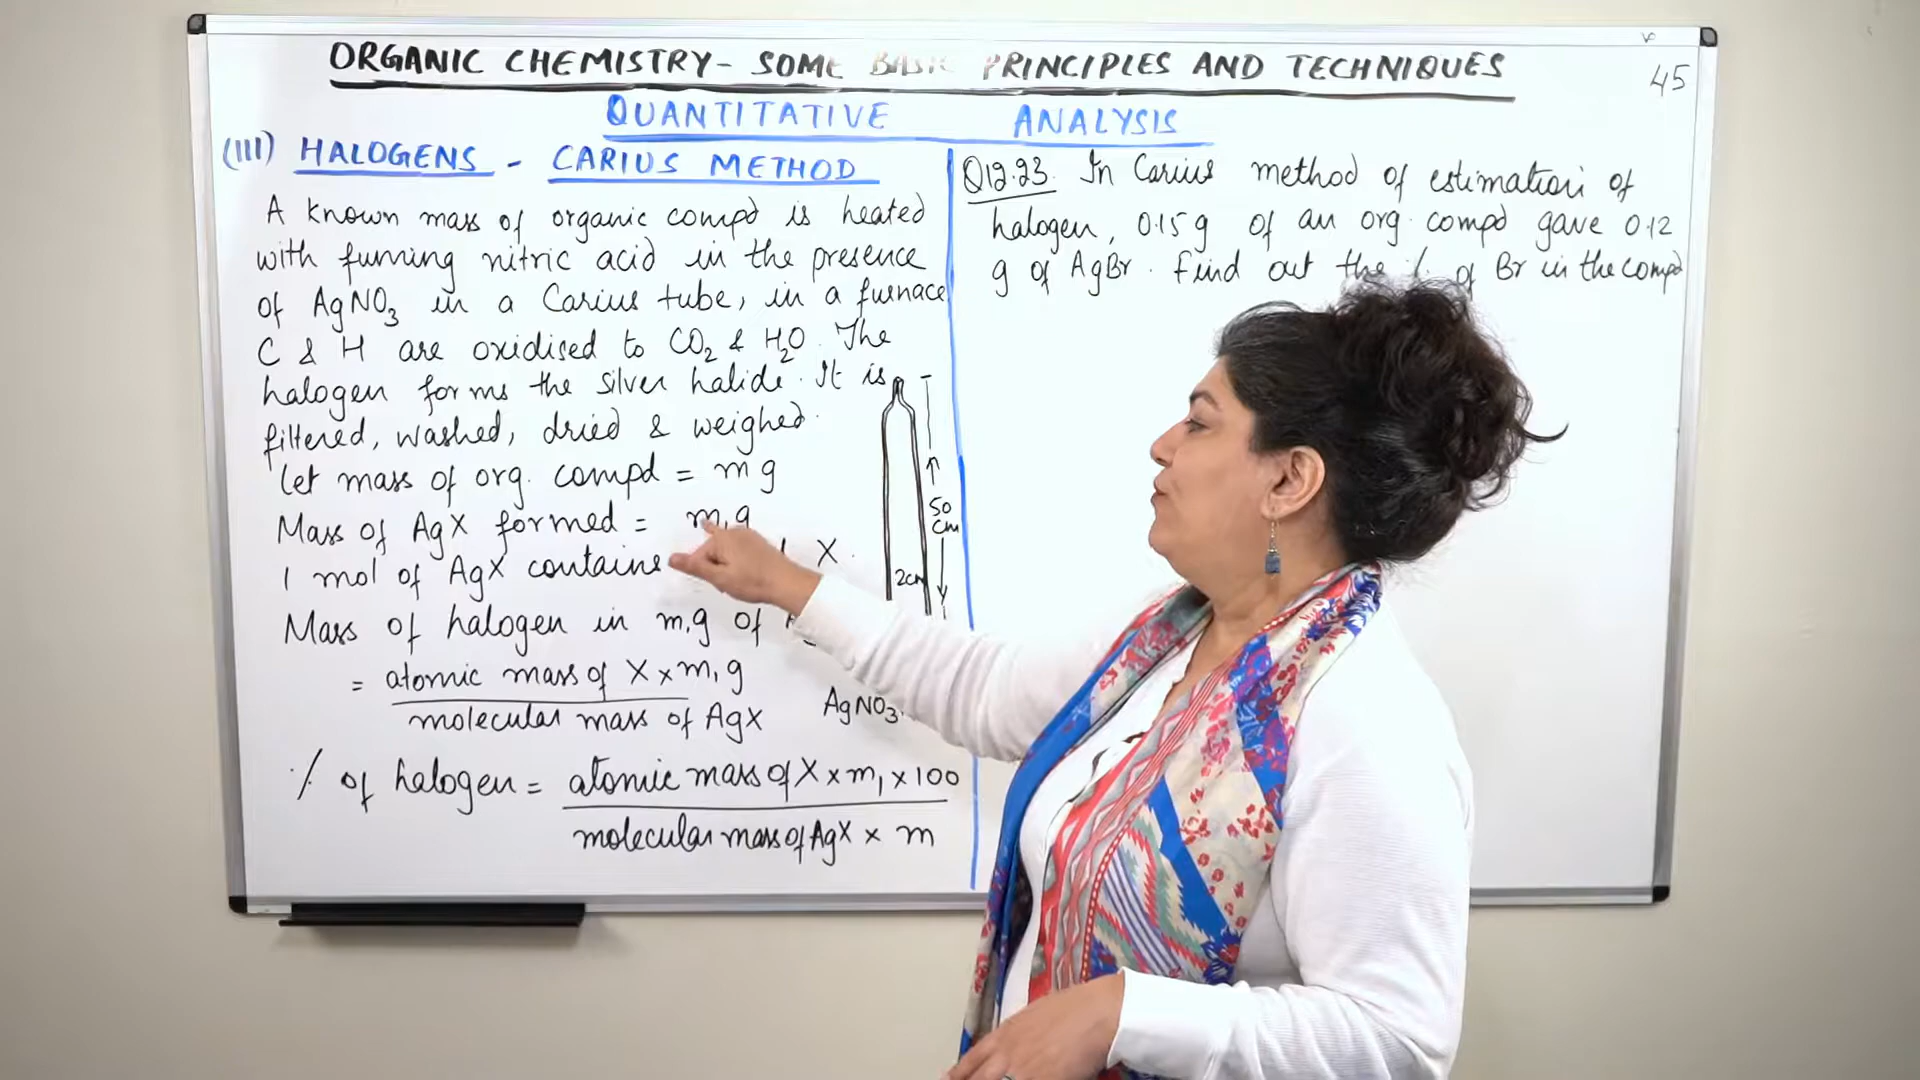 ORGANIC CHEMISTRY - SOME BASIC PRINCIPLES AND TECHNIQUES
45
QUANTITATIVE ANALYSIS
(III) HALOGENS - CARIUS METHOD
A known mass of organic compd is heated
with fuming nitric acid in the presence
of AgNO3 in a Carius tube, in a furnace
C & H are oxidised to CO2 & H2O. The
halogen forms the silver halide. It is
filtered, washed, dried & weighed.
Let mass of org. compd = m g
Mass of AgX formed = m1 g
1 mol of AgX contains X.
Mass of halogen in m1g of
= atomic mass of X × m1 g
molecular mass of AgX
% of halogen = atomic mass of X × m1 × 100
molecular mass of AgX × m
50
cm
2cm
AgNO3
Q12.23. In Carius method of estimation of
halogen, 0.15 g of an org. compd gave 0.12
g of AgBr. Find out the % of Br in the compd